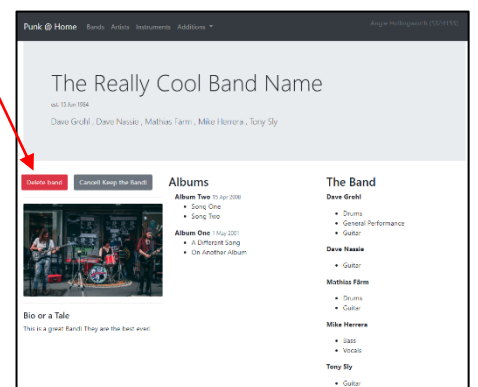 Punk @ Home Bands Artists Instruments Additions
The Really Cool Band Name
est. 15 Jun 1994
Dave Grohl , Dave Nassie , Mathias Farm , Mike Herrera , Tony Sly
Delete band
Cancel! Keep the Band!
Bio or a Tale
This is a great Band! They are the best ever!
Albums
Album Two 15 Apr 2008
Song One
Song Two
Album One 1 May 2001
A Different Song
On Another Album
The Band
Dave Grohl
Drums
General Performance
Guitar
Dave Nassie
Guitar
Mathias Färm
Drums
Guitar
Mike Herrera
Bass
Vocals
Tony Sly
Guitar